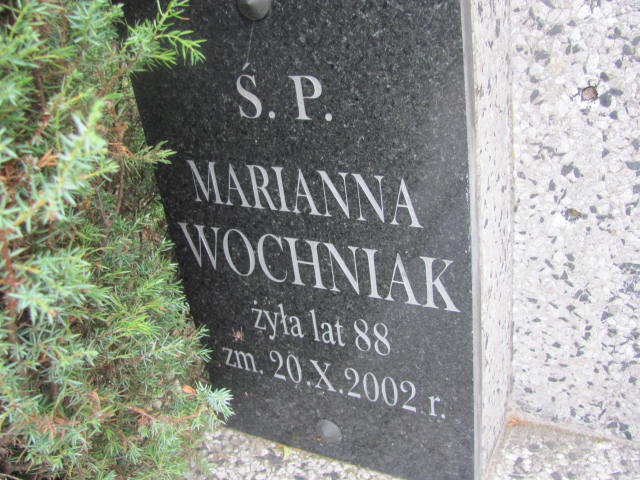 Ś. P.
MARIANNA
WOCHNIAK
żyła lat 88
zm. 20.X.2002 r.